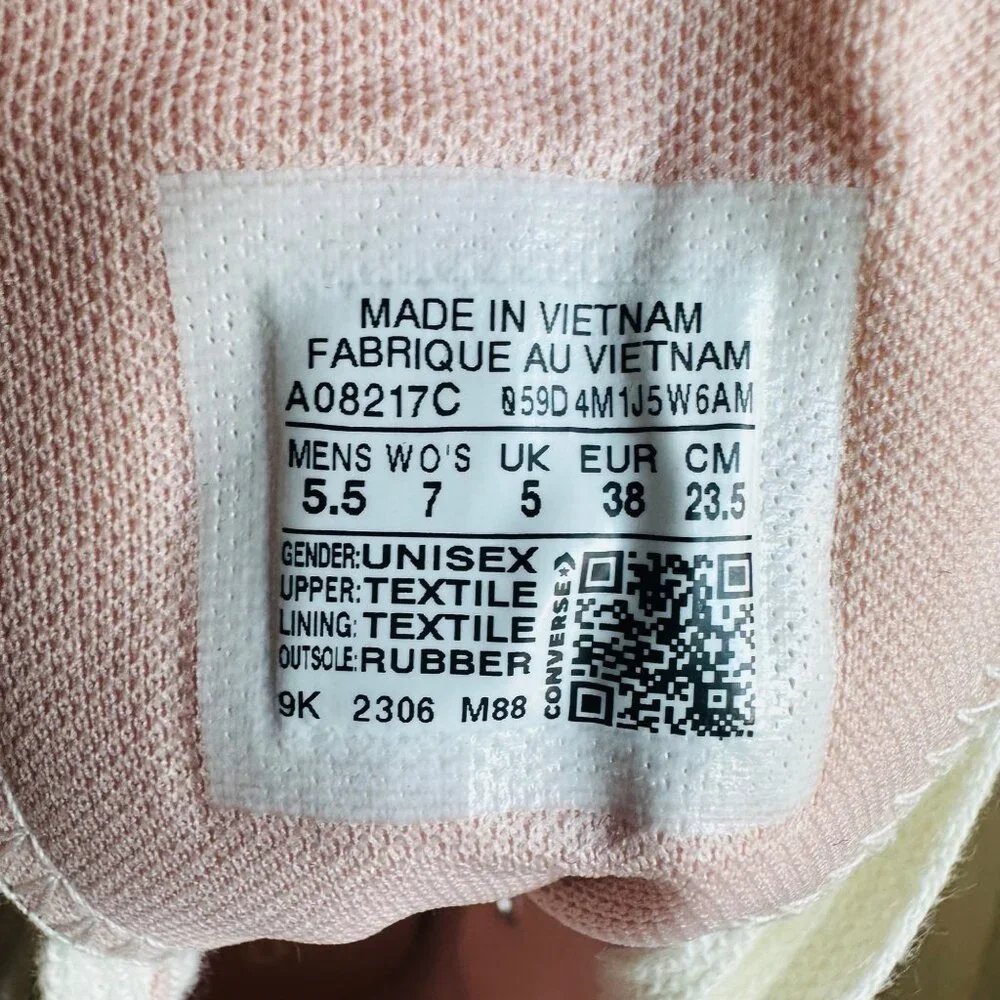 MADE IN VIETNAM
FABRIQUE AU VIETNAM
A08217C 059D4M1J5W6AM
MENS WO'S UK EUR CM
5.5 7 5 38 23.5
GENDER:UNISEX
UPPER:TEXTILE
LINING:TEXTILE
OUTSOLE:RUBBER
9K 2306 M88
CONVERSE